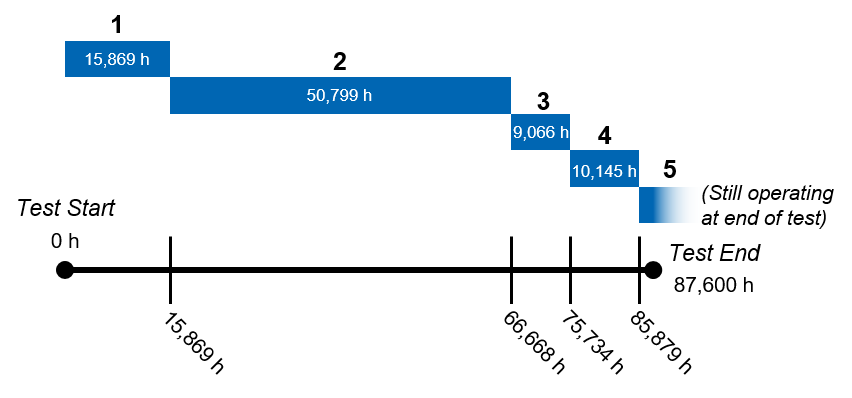 1
15,869 h
2
50,799 h
3
9,066 h
4
10,145 h
5
(Still operating
at end of test)
Test Start
0 h
Test End
87,600 h
15,869 h
66,668 h
75,734 h
85,879 h